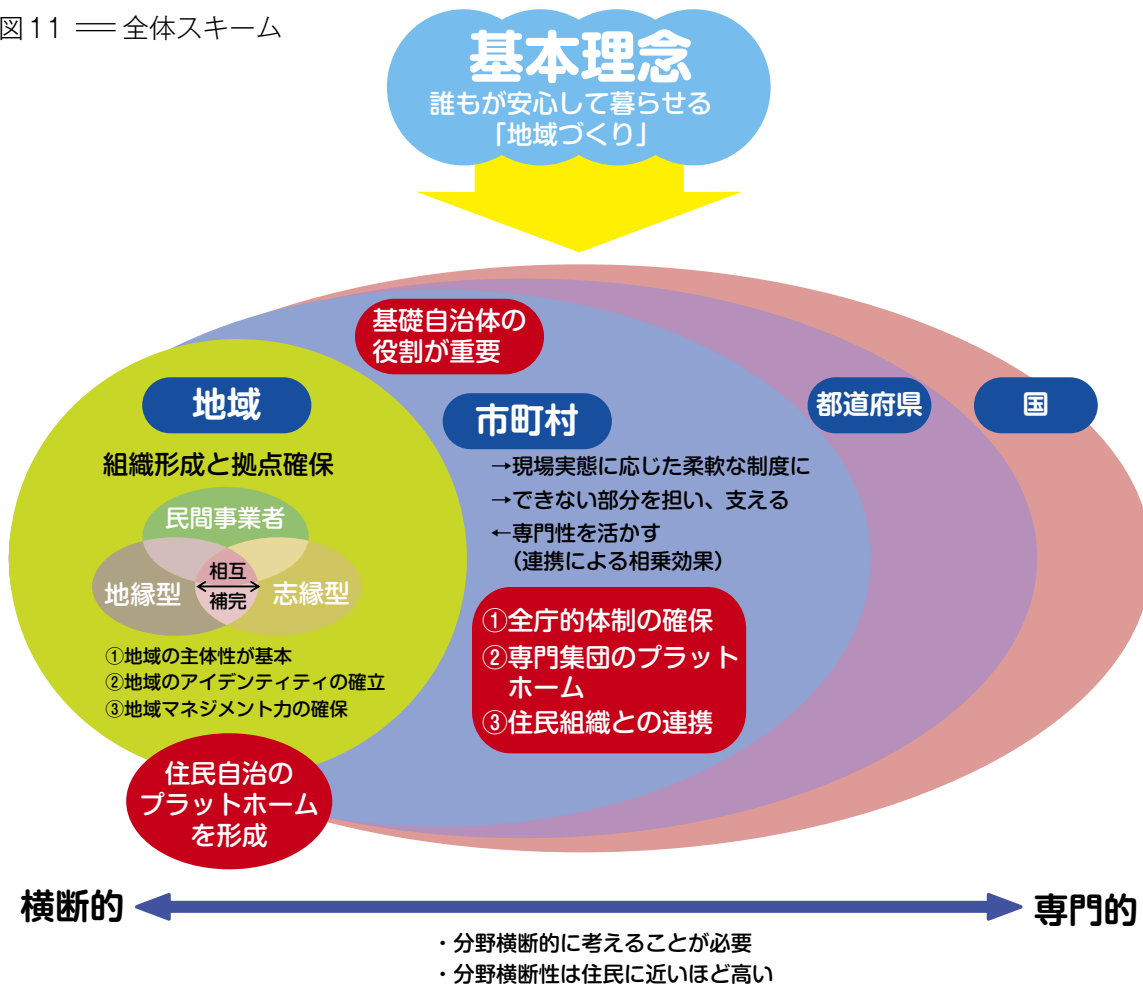 図11 ══ 全体スキーム
基本理念
誰もが安心して暮らせる
「地域づくり」
基礎自治体の
役割が重要
地域
市町村
都道府県
国
組織形成と拠点確保
民間事業者
地縁型
相互
補完
志縁型
①地域の主体性が基本
②地域のアイデンティティの確立
③地域マネジメント力の確保
住民自治の
プラットホーム
を形成
→現場実態に応じた柔軟な制度に
→できない部分を担い、支える
←専門性を活かす
（連携による相乗効果）
①全庁的体制の確保
②専門集団のプラット
ホーム
③住民組織との連携
横断的
専門的
・分野横断的に考えることが必要
・分野横断性は住民に近いほど高い